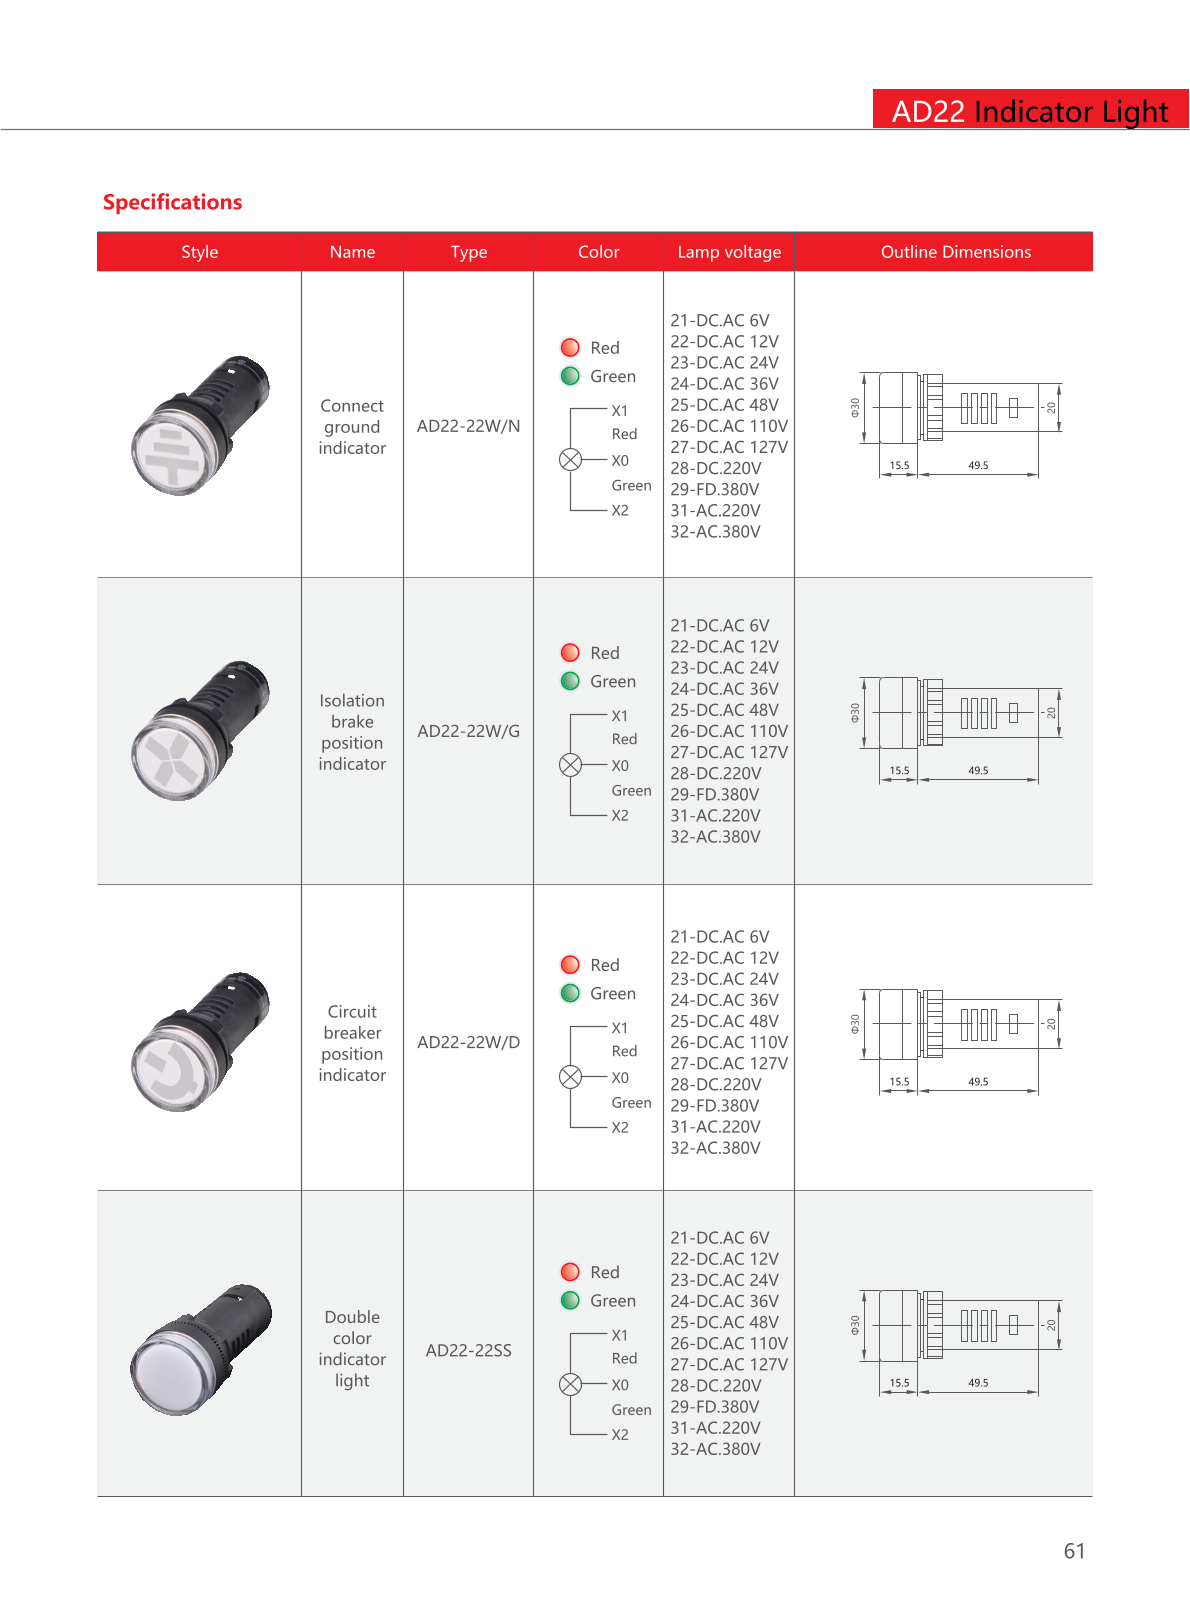 AD22 Indicator Light
Specifications
Style Name Type Color Lamp voltage Outline Dimensions
Connect
ground
indicator
AD22-22W/N
Red
Green
X1
Red
X0
Green
X2
21-DC.AC 6V
22-DC.AC 12V
23-DC.AC 24V
24-DC.AC 36V
25-DC.AC 48V
26-DC.AC 110V
27-DC.AC 127V
28-DC.220V
29-FD.380V
31-AC.220V
32-AC.380V
Φ30
20
15.5 49.5
Isolation
brake
position
indicator
AD22-22W/G
Red
Green
X1
Red
X0
Green
X2
21-DC.AC 6V
22-DC.AC 12V
23-DC.AC 24V
24-DC.AC 36V
25-DC.AC 48V
26-DC.AC 110V
27-DC.AC 127V
28-DC.220V
29-FD.380V
31-AC.220V
32-AC.380V
Φ30
20
15.5 49.5
Circuit
breaker
position
indicator
AD22-22W/D
Red
Green
X1
Red
X0
Green
X2
21-DC.AC 6V
22-DC.AC 12V
23-DC.AC 24V
24-DC.AC 36V
25-DC.AC 48V
26-DC.AC 110V
27-DC.AC 127V
28-DC.220V
29-FD.380V
31-AC.220V
32-AC.380V
Φ30
20
15.5 49.5
Double
color
indicator
light
AD22-22SS
Red
Green
X1
Red
X0
Green
X2
21-DC.AC 6V
22-DC.AC 12V
23-DC.AC 24V
24-DC.AC 36V
25-DC.AC 48V
26-DC.AC 110V
27-DC.AC 127V
28-DC.220V
29-FD.380V
31-AC.220V
32-AC.380V
Φ30
20
15.5 49.5
61